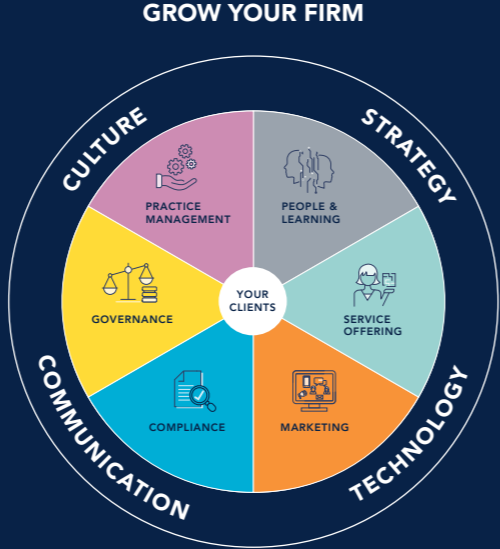 GROW YOUR FIRM
CULTURE
STRATEGY
PRACTICE
MANAGEMENT
PEOPLE &
LEARNING
GOVERNANCE
YOUR
CLIENTS
SERVICE
OFFERING
COMPLIANCE
MARKETING
COMMUNICATION
TECHNOLOGY